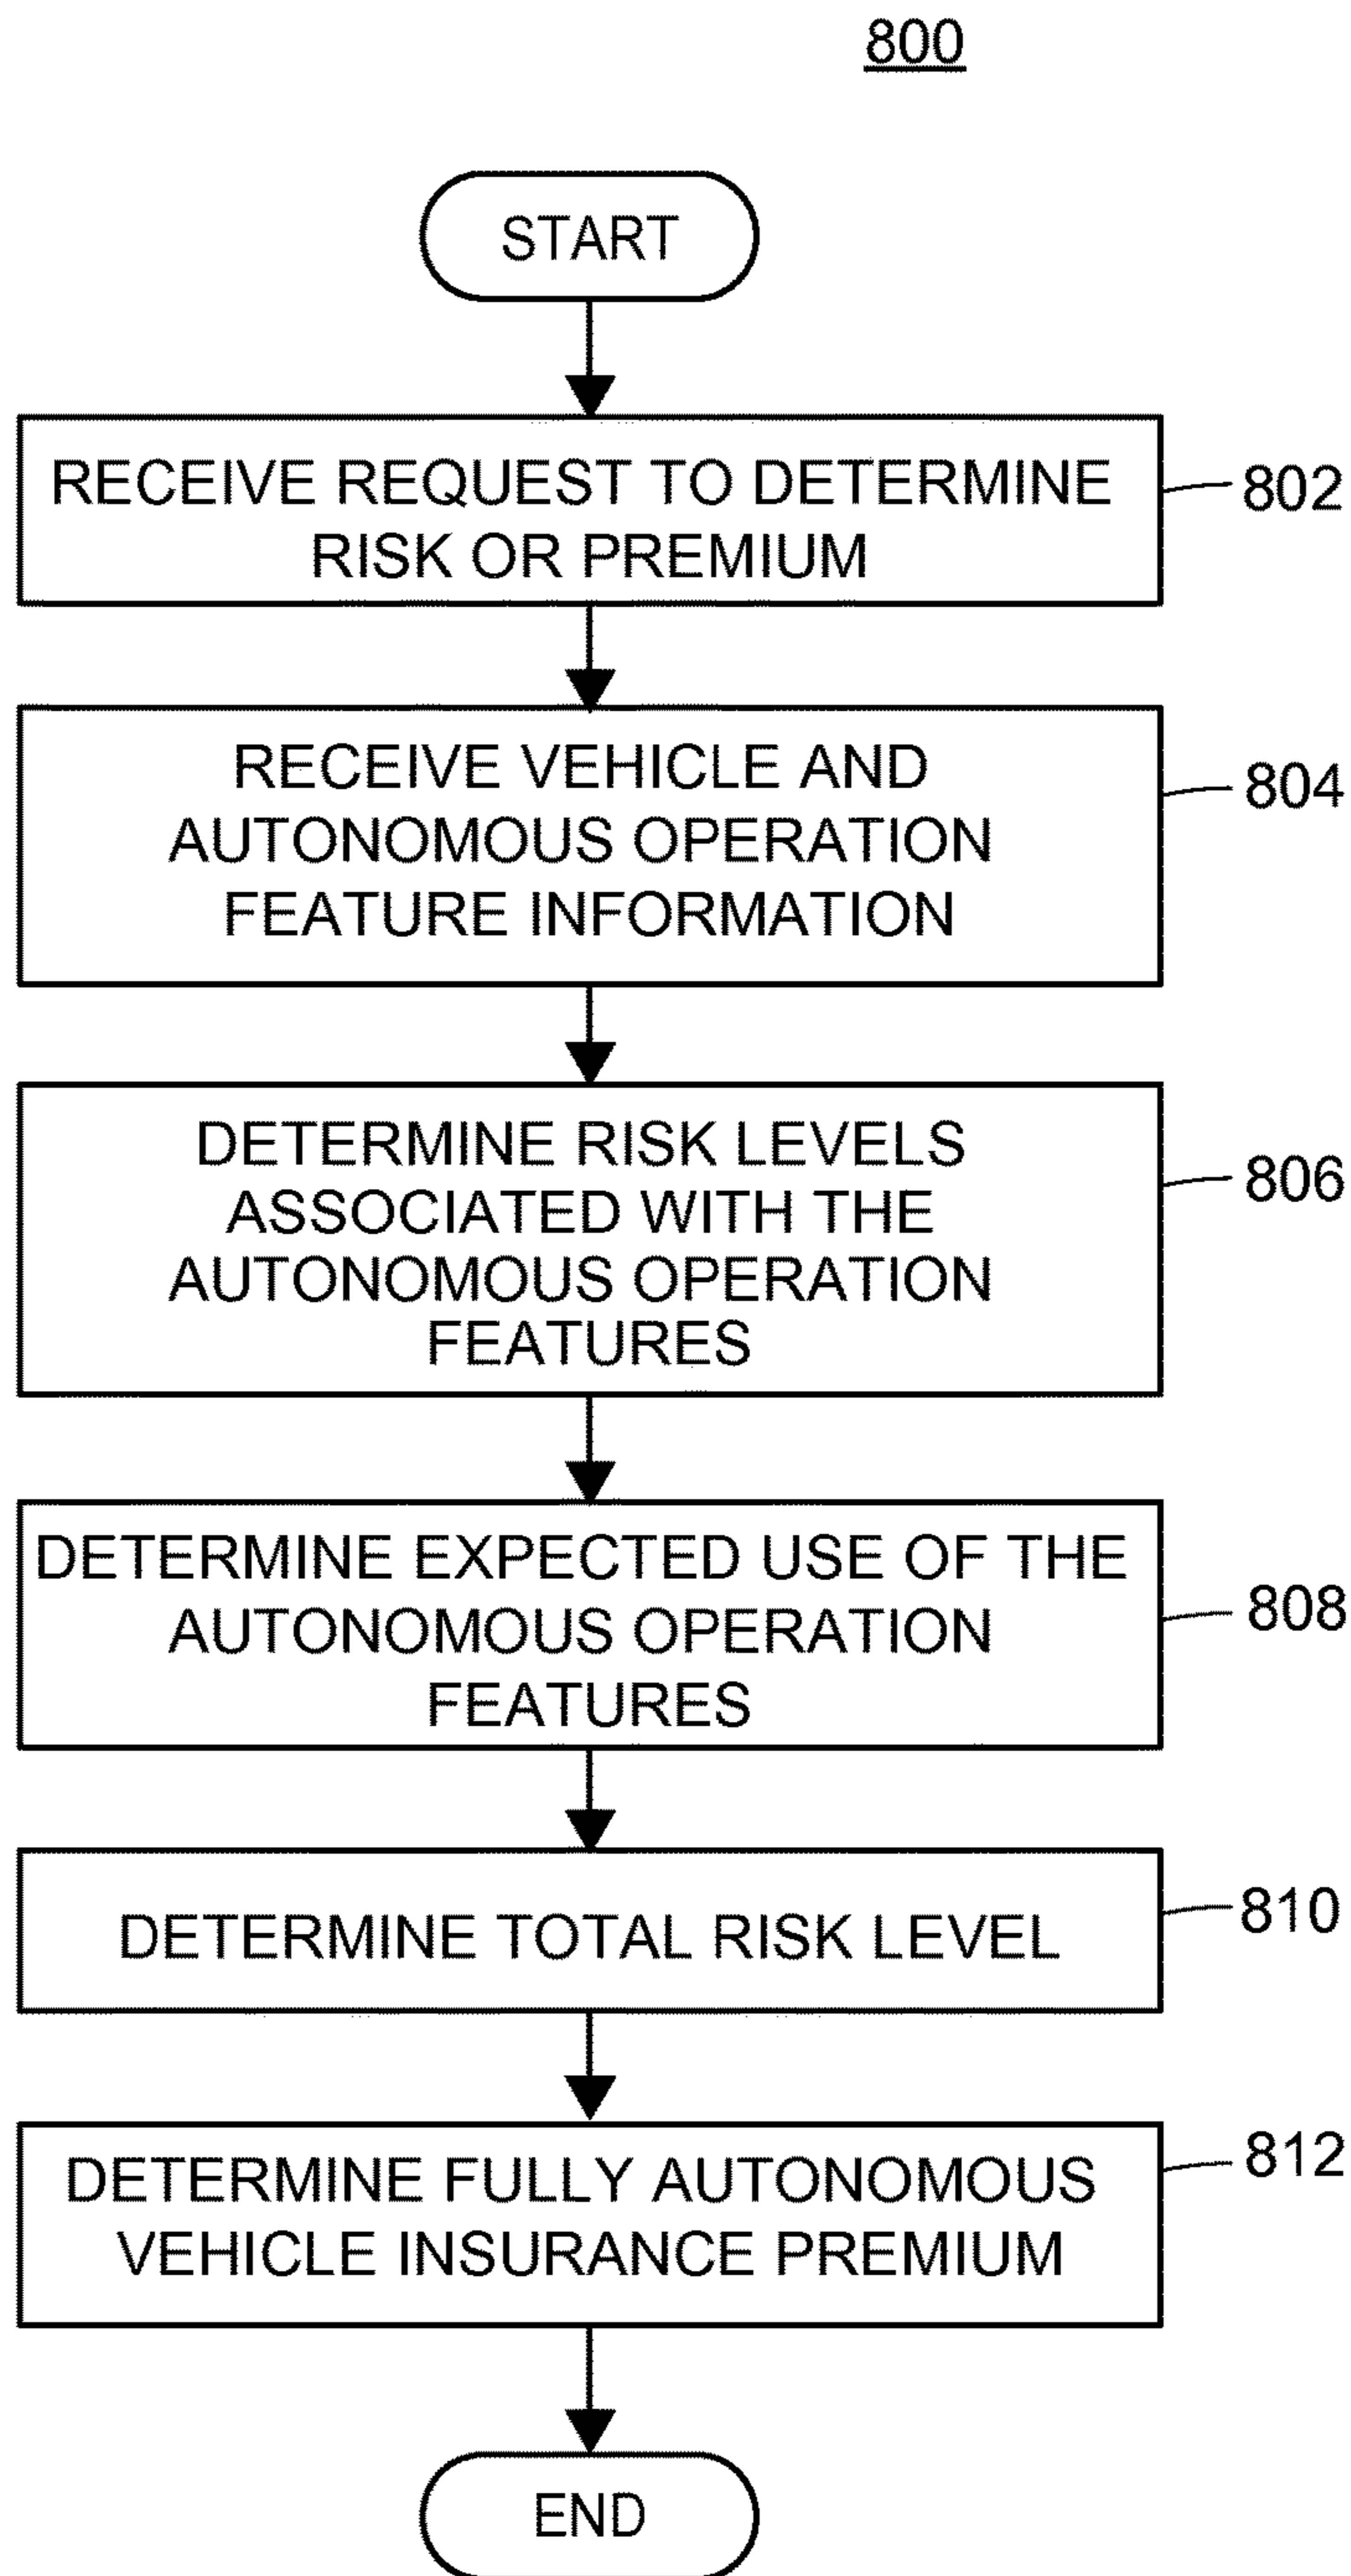 800
START
RECEIVE REQUEST TO DETERMINE
RISK OR PREMIUM
802
RECEIVE VEHICLE AND
AUTONOMOUS OPERATION
FEATURE INFORMATION
804
DETERMINE RISK LEVELS
ASSOCIATED WITH THE
AUTONOMOUS OPERATION
FEATURES
806
DETERMINE EXPECTED USE OF THE
AUTONOMOUS OPERATION
FEATURES
808
DETERMINE TOTAL RISK LEVEL
810
DETERMINE FULLY AUTONOMOUS
VEHICLE INSURANCE PREMIUM
812
END